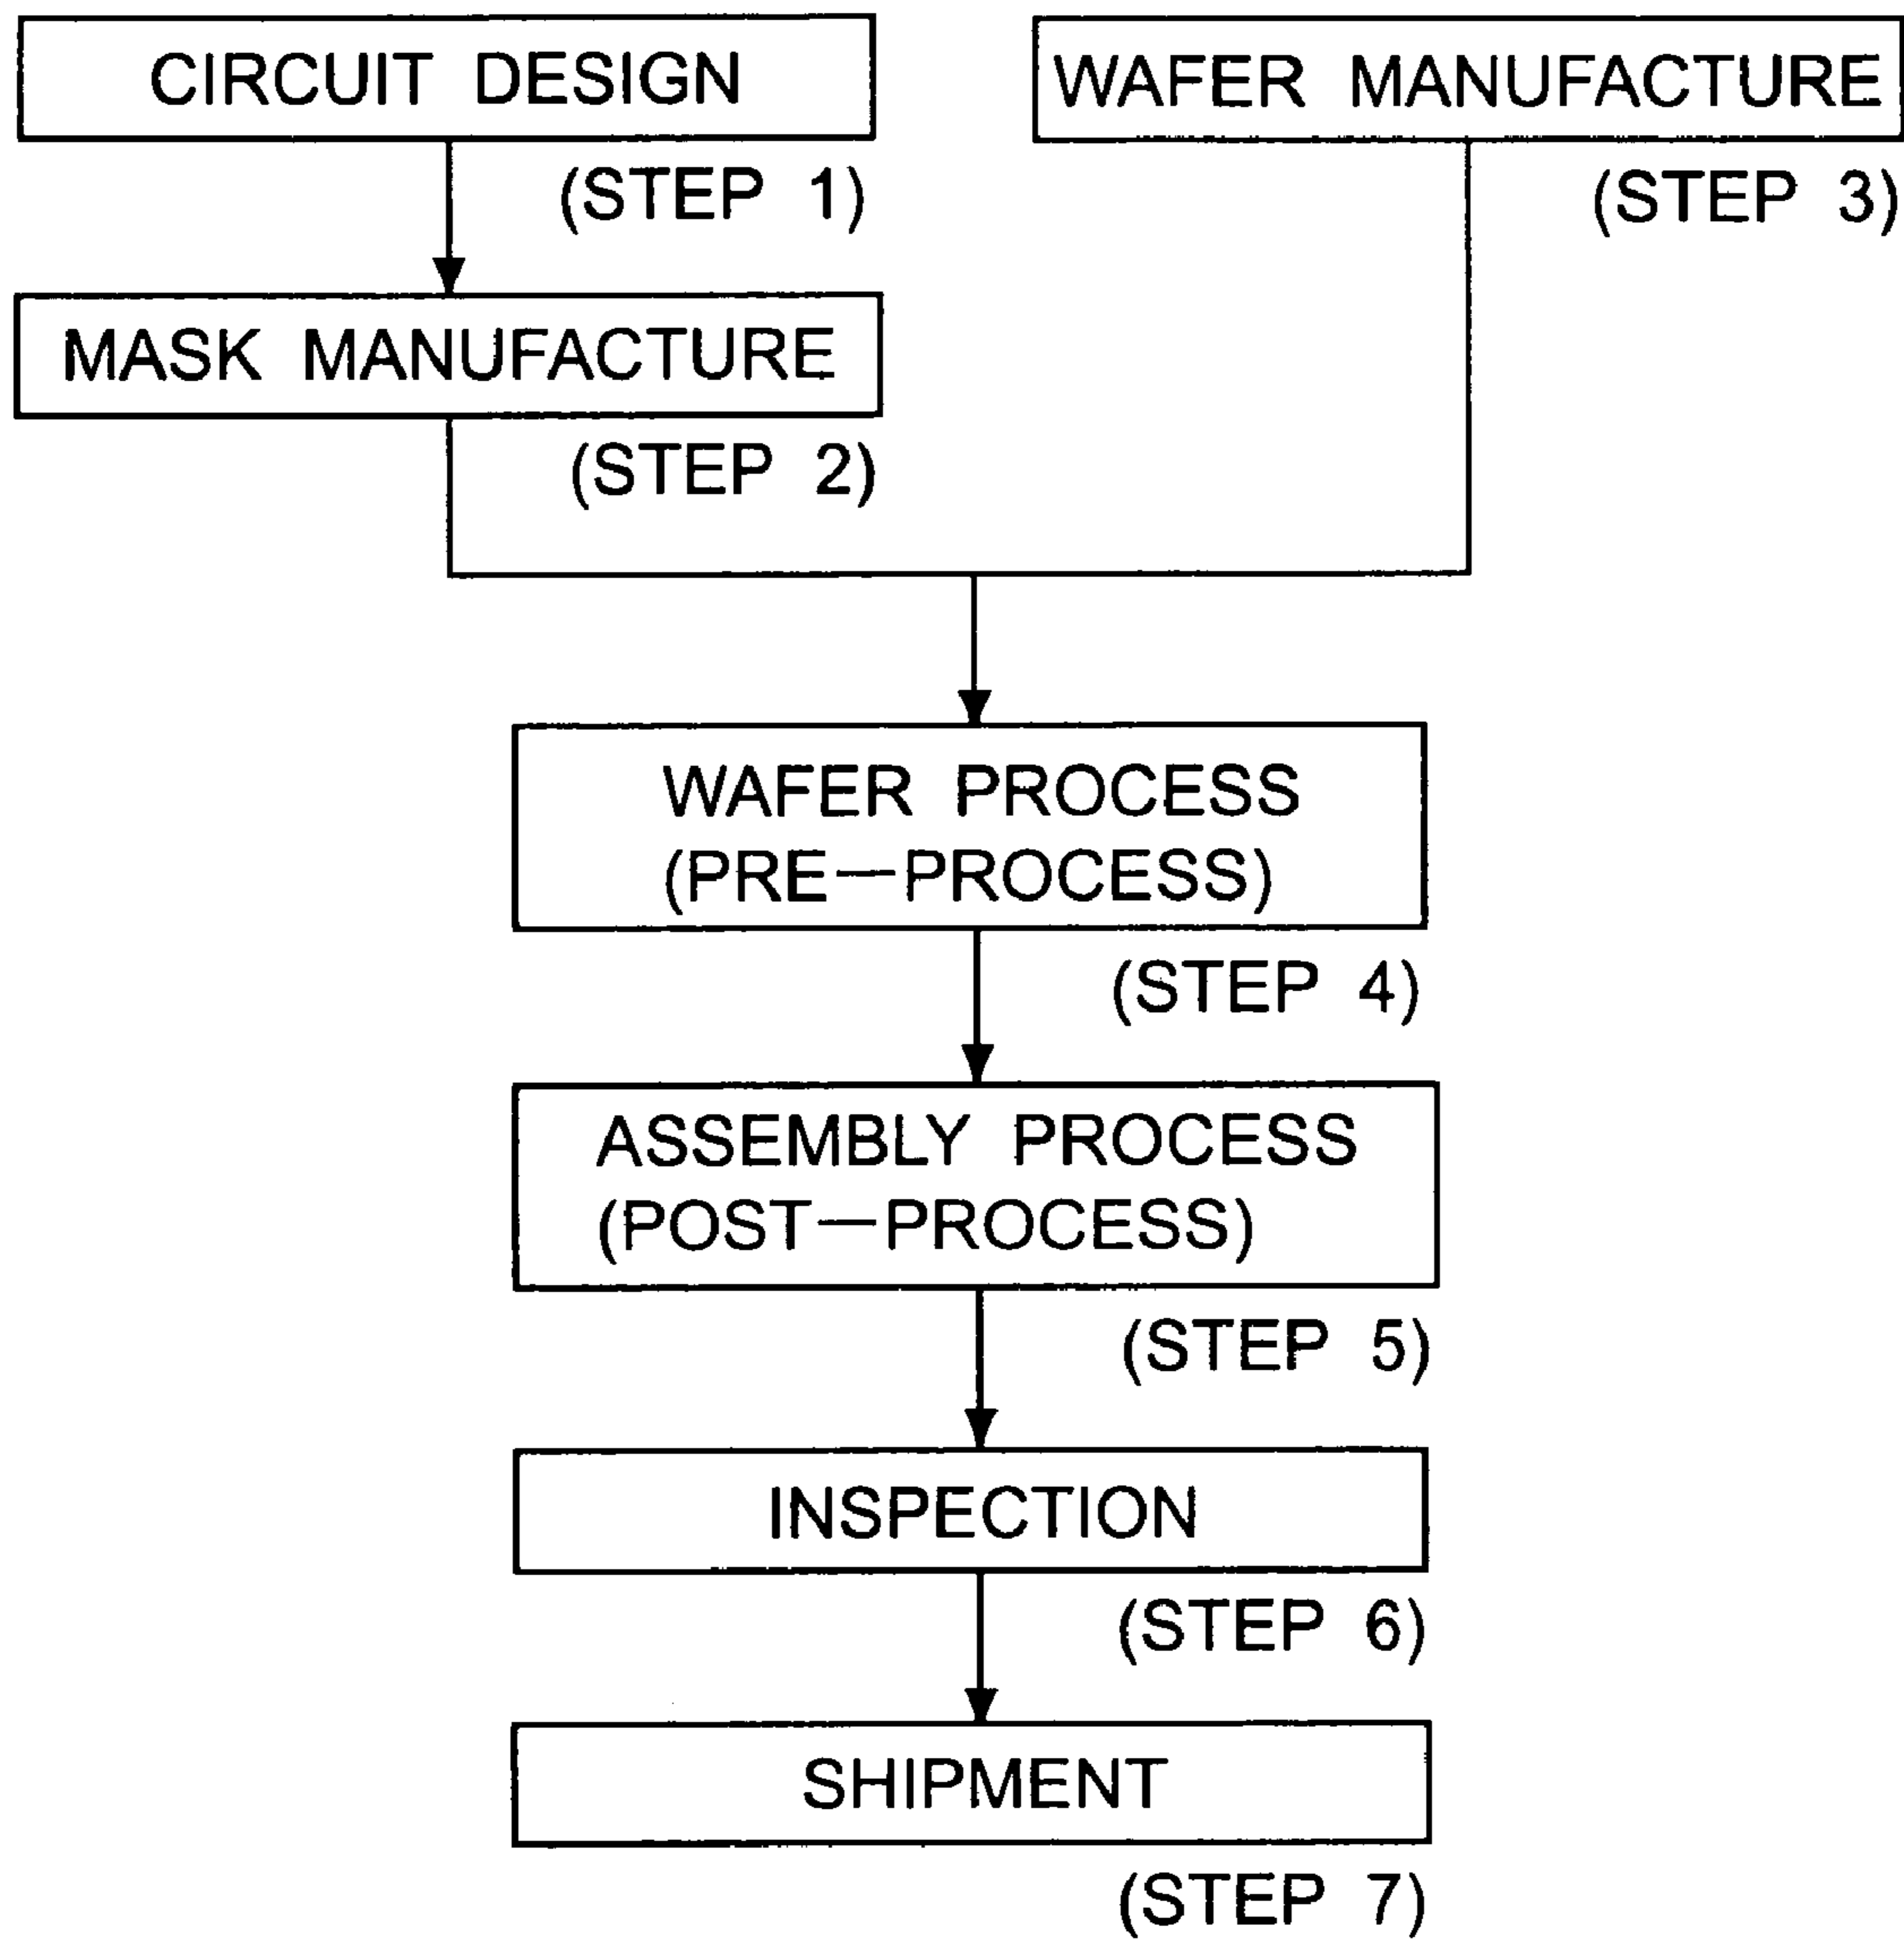 CIRCUIT DESIGN
(STEP 1)
WAFER MANUFACTURE
(STEP 3)
MASK MANUFACTURE
(STEP 2)
WAFER PROCESS
(PRE—PROCESS)
(STEP 4)
ASSEMBLY PROCESS
(POST—PROCESS)
(STEP 5)
INSPECTION
(STEP 6)
SHIPMENT
(STEP 7)